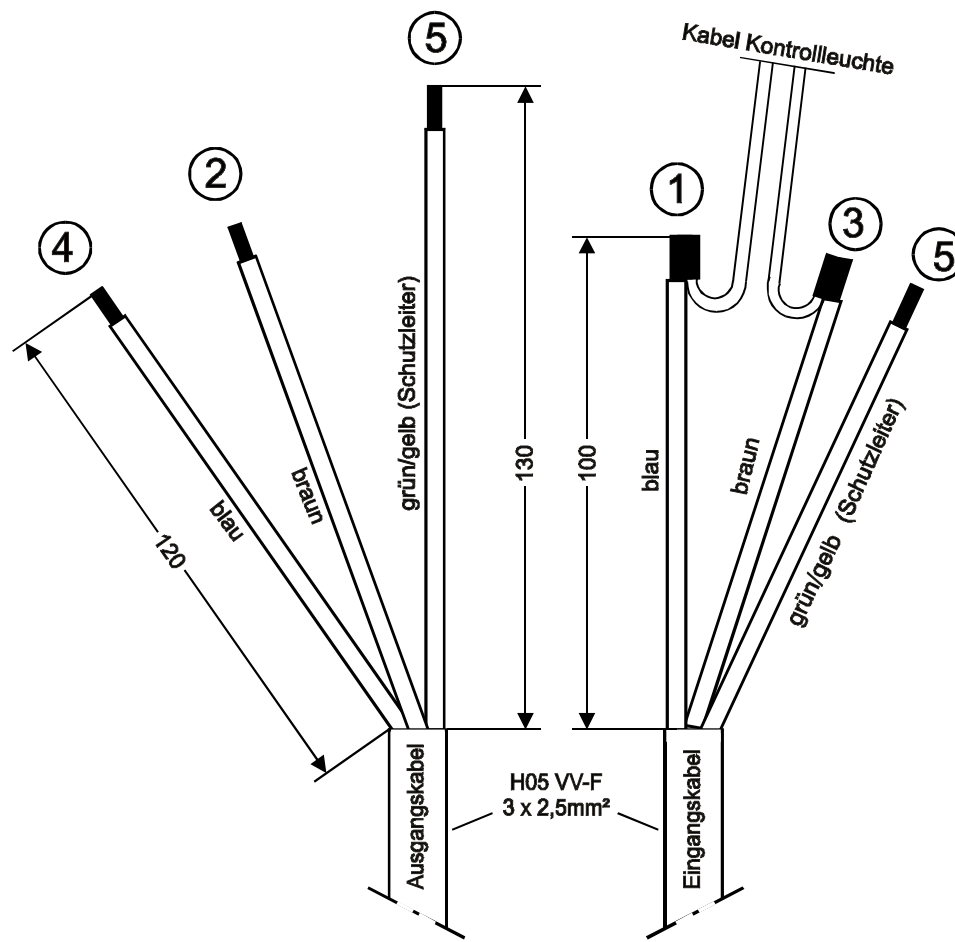 5
Kabel Kontrollleuchte
2
1
4
3
5
grün/gelb (Schutzleiter)
130
100
blau
braun
grün/gelb (Schutzleiter)
braun
blau
120
Ausgangskabel
H05 VV-F
3 x 2,5mm²
Eingangskabel